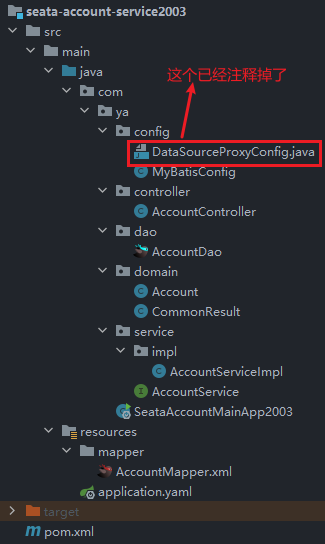 seata-account-service2003
src
main
这个已经注释掉了
java
com
ya
config
DataSourceProxyConfig.java
MyBatisConfig
controller
AccountController
dao
AccountDao
domain
Account
CommonResult
service
impl
AccountServiceImpl
AccountService
SeataAccountMainApp2003
resources
mapper
AccountMapper.xml
application.yaml
target
pom.xml